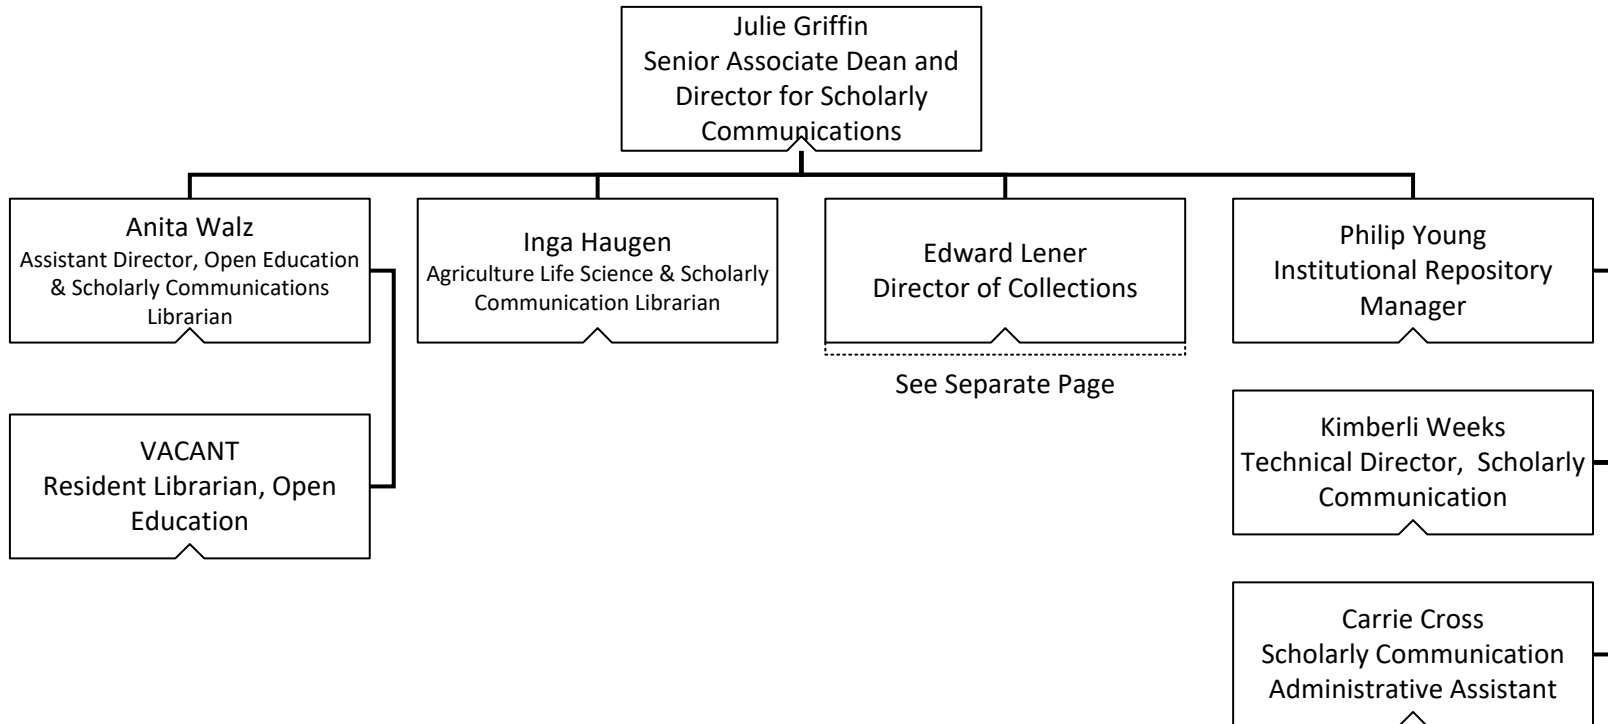 Julie Griffin
Senior Associate Dean and
Director for Scholarly
Communications
Anita Walz
Assistant Director, Open Education
& Scholarly Communications
Librarian
Inga Haugen
Agriculture Life Science & Scholarly
Communication Librarian
Edward Lener
Director of Collections
See Separate Page
Philip Young
Institutional Repository
Manager
VACANT
Resident Librarian, Open
Education
Kimberli Weeks
Technical Director,  Scholarly
Communication
Carrie Cross
Scholarly Communication
Administrative Assistant